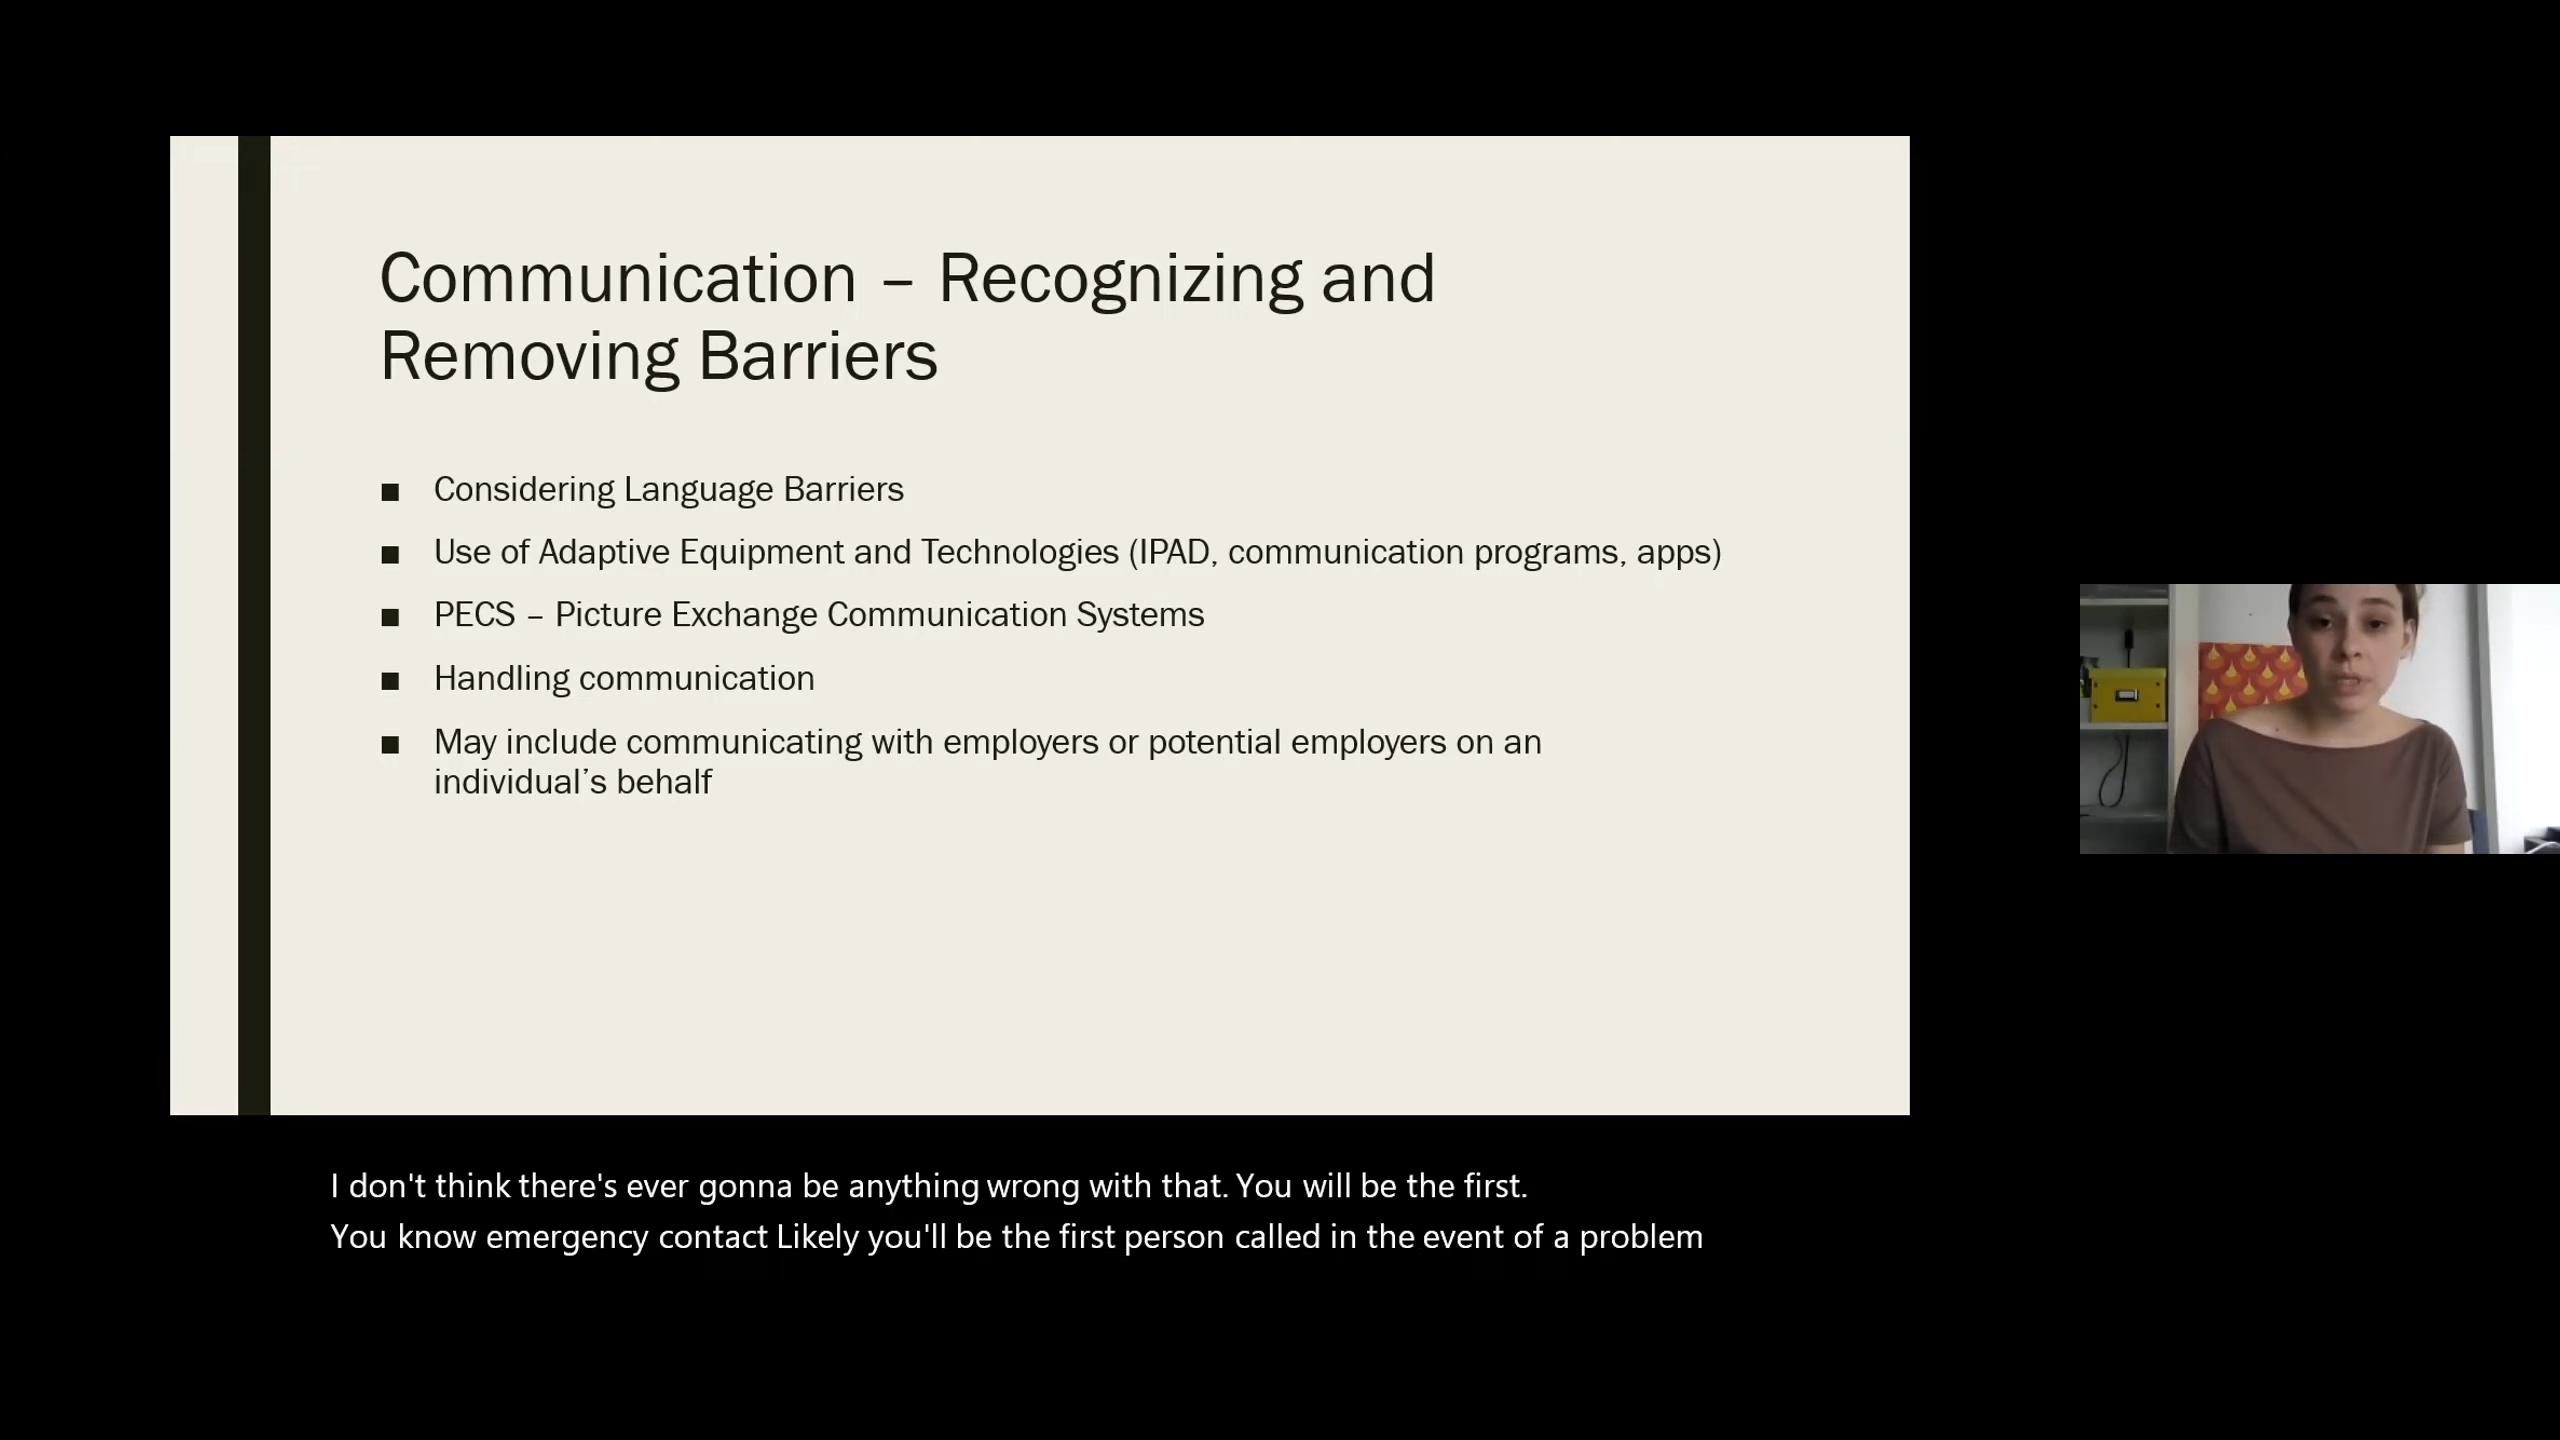 Communication – Recognizing and
Removing Barriers
■ Considering Language Barriers
■ Use of Adaptive Equipment and Technologies (IPAD, communication programs, apps)
■ PECS – Picture Exchange Communication Systems
■ Handling communication
■ May include communicating with employers or potential employers on an
individual’s behalf
I don't think there's ever gonna be anything wrong with that. You will be the first.
You know emergency contact Likely you'll be the first person called in the event of a problem